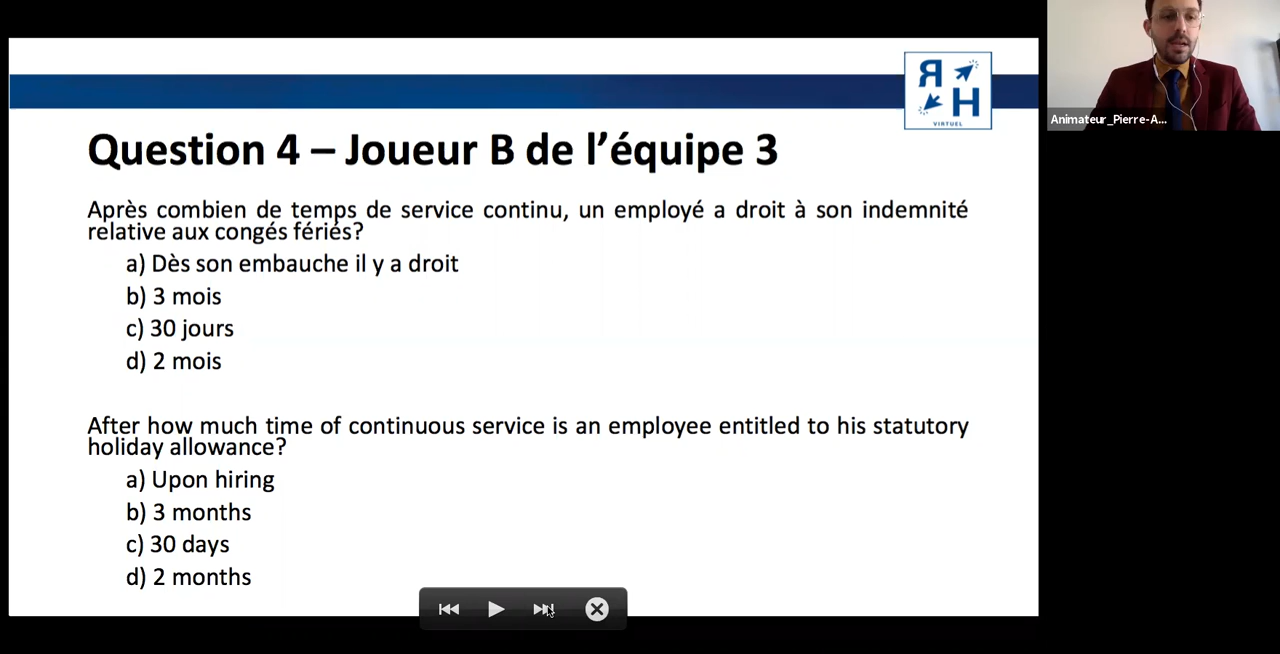 ЯH
VIRTUEL
Animateur_Pierre-A...
Question 4 – Joueur B de l'équipe 3
Après combien de temps de service continu, un employé a droit à son indemnité
relative aux congés fériés?
a) Dès son embauche il y a droit
b) 3 mois
c) 30 jours
d) 2 mois
After how much time of continuous service is an employee entitled to his statutory
holiday allowance?
a) Upon hiring
b) 3 months
c) 30 days
d) 2 months